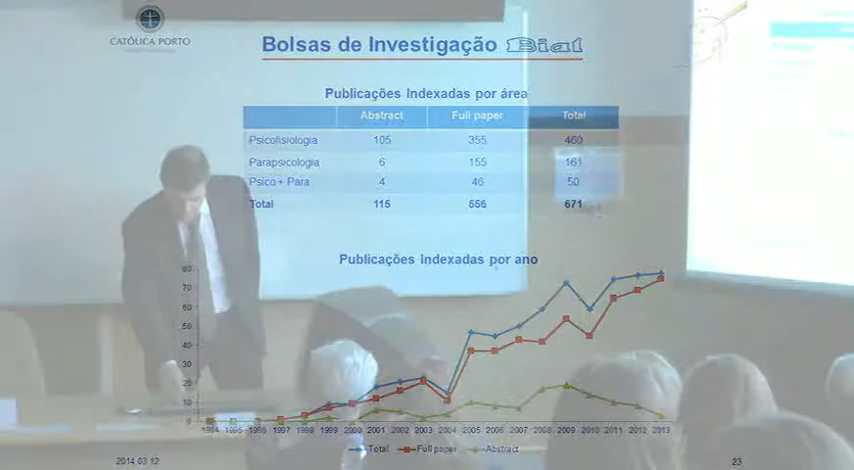 CATÓLICA PORTO
Bolsas de Investigação Bial
Publicações Indexadas por área
Abstract Full paper Total
Psicofisiologia 105 355 460
Parapsicologia 6 155 161
Psico + Para 4 46 50
Total 115 556 671
Publicações Indexadas por ano
80
70
60
50
40
30
20
10
0
1994 1995 1996 1997 1998 1999 2000 2001 2002 2003 2004 2005 2006 2007 2008 2009 2010 2011 2012 2013
Total Full paper Abstract
2014 03 12
23